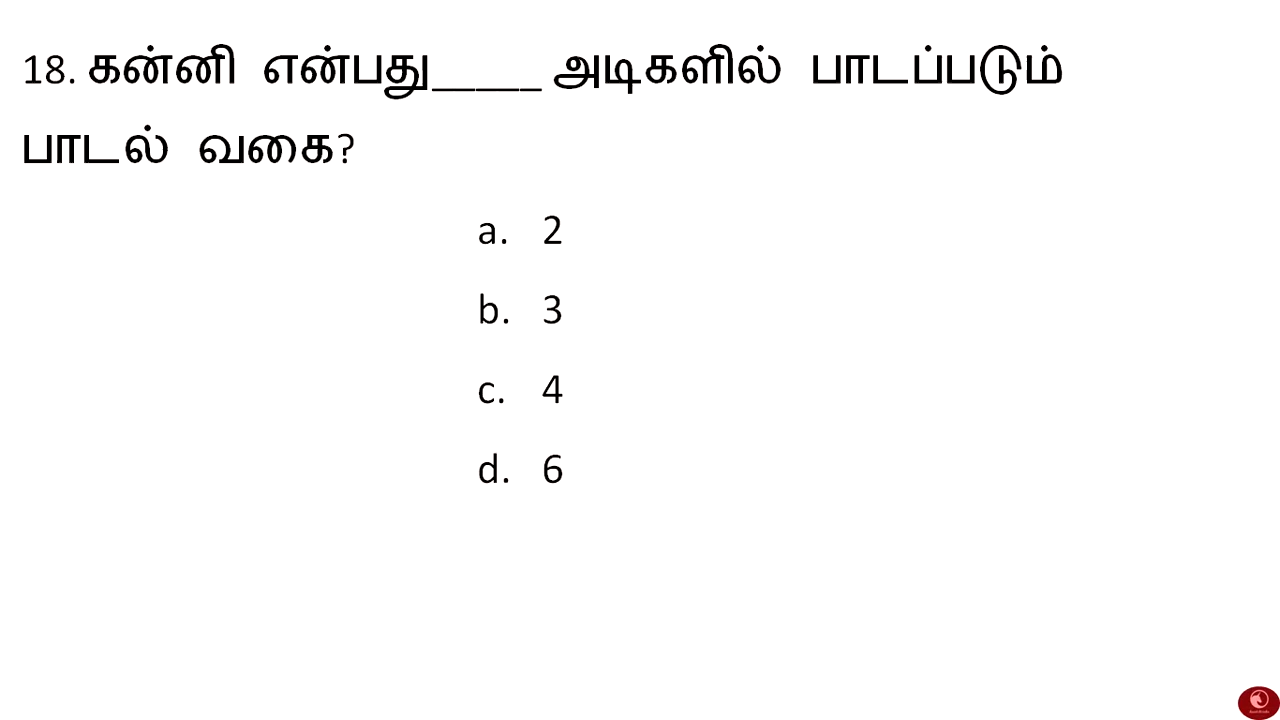 18. கன்னி என்பது_____ அடிகளில் பாடப்படும்
பாடல் வகை?
a. 2
b. 3
c. 4
d. 6